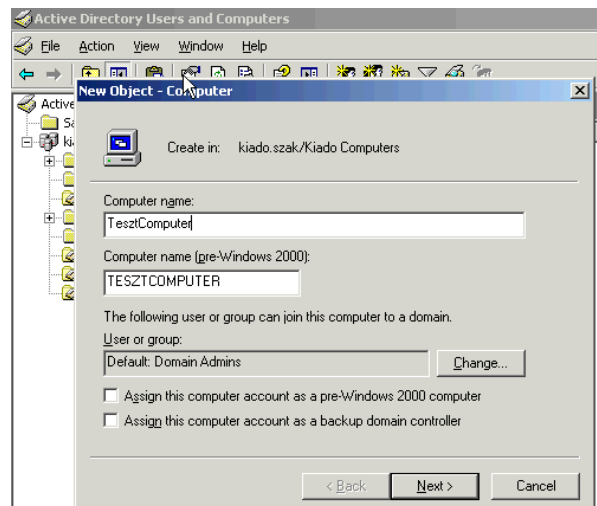 Active Directory Users and Computers
File Action View Window Help
New Object - Computer
Active
Sa
ki
Create in: kiado.szak/Kiado Computers
Computer name:
TesztComputer
Computer name (pre-Windows 2000):
TESZTCOMPUTER
The following user or group can join this computer to a domain.
User or group:
Default: Domain Admins
Change...
Assign this computer account as a pre-Windows 2000 computer
Assign this computer account as a backup domain controller
< Back Next > Cancel